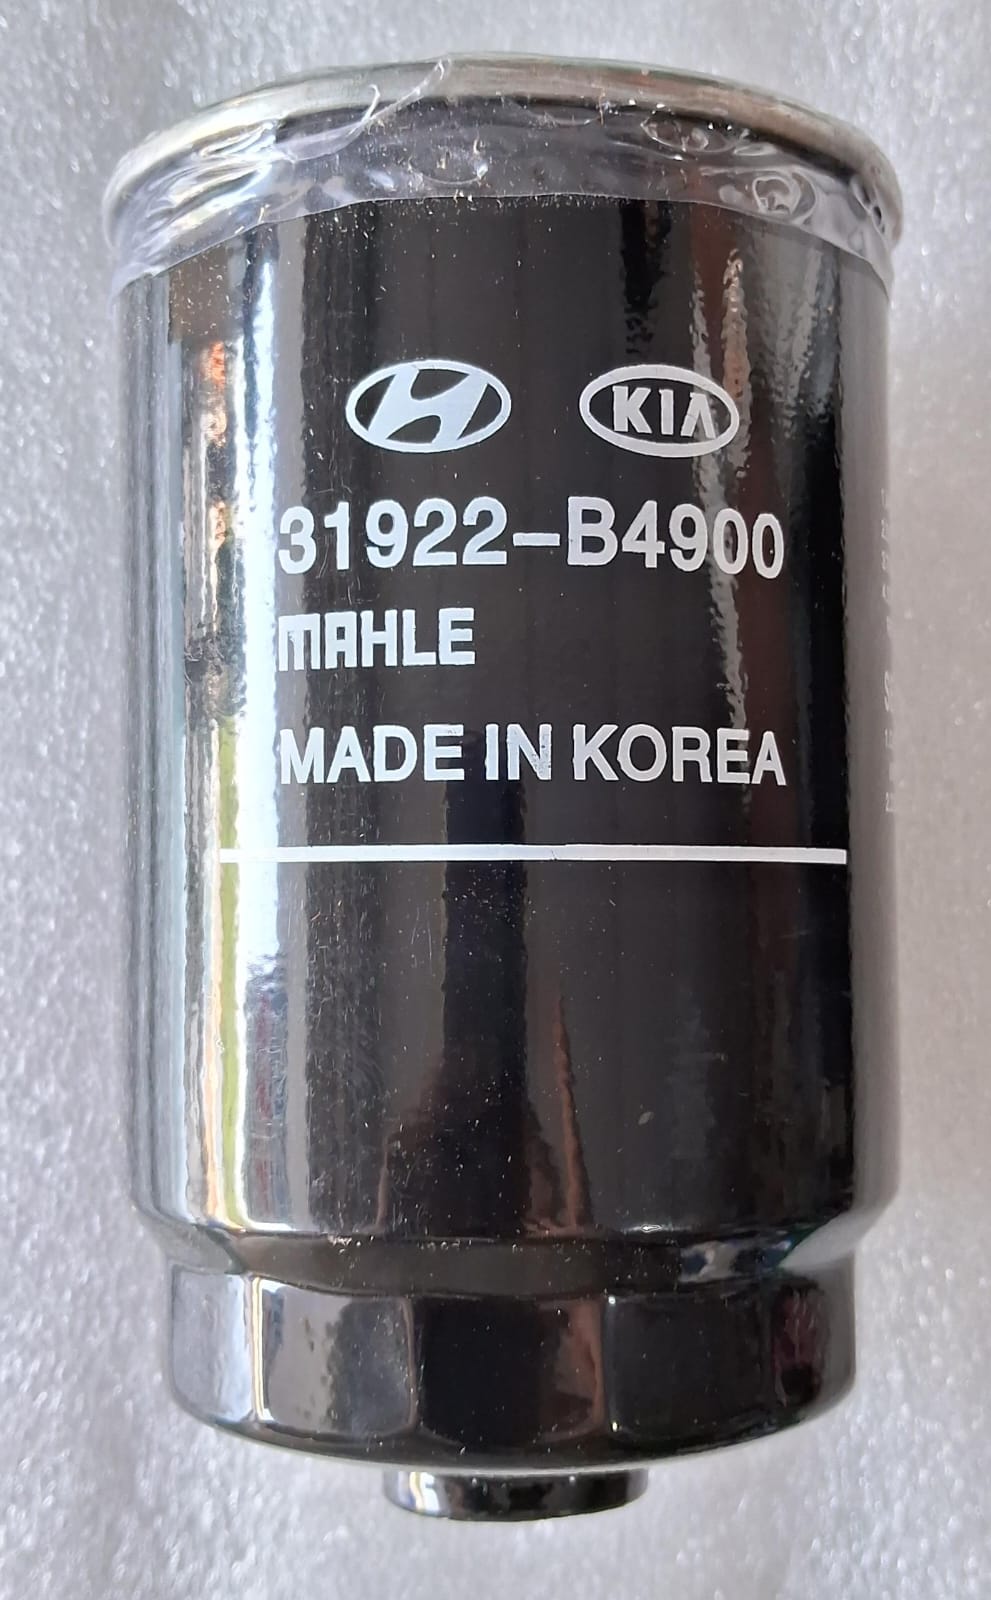 KIA
31922-B4900
MAHLE
MADE IN KOREA